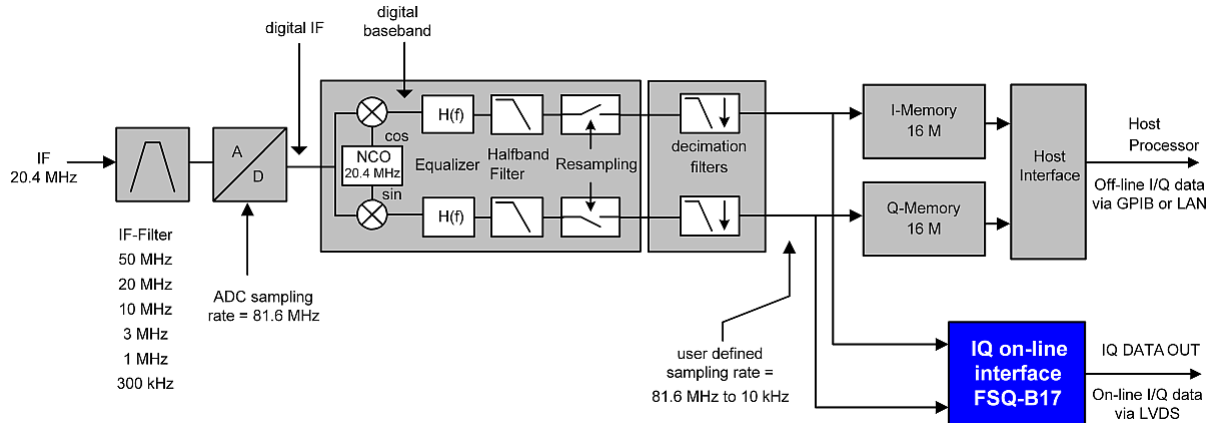 digital IF
digital
baseband
IF
20.4 MHz
A
D
cos
NCO
20.4 MHz
sin
H(f)
Equalizer
H(f)
Halfband
Filter
Resampling
decimation
filters
I-Memory
16 M
Q-Memory
16 M
Host
Interface
Host
Processor
Off-line I/Q data
via GPIB or LAN
IF-Filter
50 MHz
20 MHz
10 MHz
3 MHz
1 MHz
300 kHz
ADC sampling
rate = 81.6 MHz
user defined
sampling rate =
81.6 MHz to 10 kHz
IQ on-line
interface
FSQ-B17
IQ DATA OUT
On-line I/Q data
via LVDS